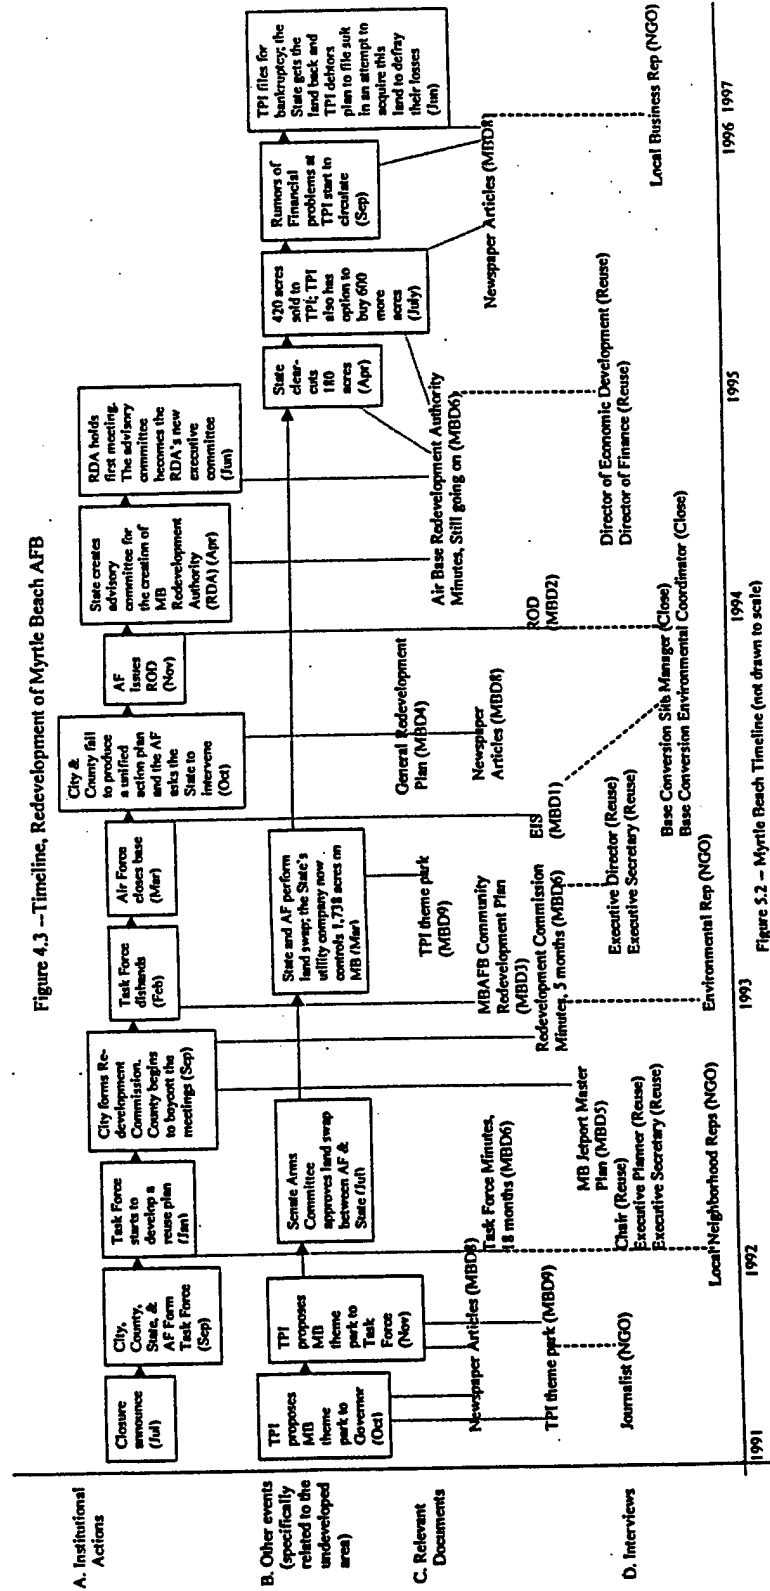 Figure 4.3 --Timeline, Redevelopment of Myrtle Beach AFB
A. Institutional
Actions
Closure
announce
(Jul)
City,
County,
State, &
AF Form
Task Force
(Sep)
Task Force
starts to
develop a
reuse plan
(Jan)
City forms Re-
development
Commission.
County begins
to boycott the
meetings (Sep)
Task Force
disbands
(Feb)
Air Force
closes base
(Mar)
City &
County fail
to produce
a unified
action plan
and the AF
asks the
State to
intervene
(Oct)
AF
Issues
ROD
(Nov)
State creates
advisory
committee for
the creation of
MB
Redevelopment
Authority
(RDA) (Apr)
RDA holds
first meeting.
The advisory
committee
becomes the
RDA's new
executive
committee
(Jun)
B. Other events
(specifically
related to the
undeveloped
area)
TPI
proposes
MB
theme
park to
Governor
(Oct)
TPI
proposes
MB
theme
park to
Task
Force
(Nov)
Senate Arms
Committee
approves land swap
between AF &
State (Jul)
State and AF perform
land swap; the State's
utility company now
controls 1,738 acres on
MB (Mar)
State
clear-
cuts
180
acres
(Apr)
420 acres
sold to
TPI; TPI
also has
option to
buy 600
more
acres
(July)
Rumors of
Financial
problems at
TPI start to
circulate
(Sep)
TPI files for
bankruptcy; the
State gets the
land back and
TPI debtors
plan to file suit
in an attempt to
acquire this
land to defray
their losses
(Jun)
C. Relevant
Documents
Newspaper Articles (MBD8)
TPI theme park (MBD9)
Task Force Minutes,
18 months (MBD6)
MB Jetport Master
Plan (MBD5)
MBAFB Community
Redevelopment Plan
(MBD3)
Redevelopment Commission
Minutes, 5 months (MBD6)
TPI theme park
(MBD9)
EIS
(MBD1)
General Redevelopment
Plan (MBD4)
Newspaper
Articles (MBD8)
ROD
(MBD2)
Air Base Redevelopment Authority
Minutes, Still going on (MBD6)
Newspaper Articles (MBD8)
D. Interviews
Journalist (NGO)
Chair (Reuse)
Executive Planner (Reuse)
Executive Secretary (Reuse)
Local Neighborhood Reps (NGO)
Environmental Rep (NGO)
Executive Director (Reuse)
Executive Secretary (Reuse)
Base Conversion Site Manager (Close)
Base Conversion Environmental Coordinator (Close)
Director of Economic Development (Reuse)
Director of Finance (Reuse)
Local Business Rep (NGO)
1991
1992
1993
1994
1995
1996 1997
Figure 5.2 -- Myrtle Beach Timeline (not drawn to scale)